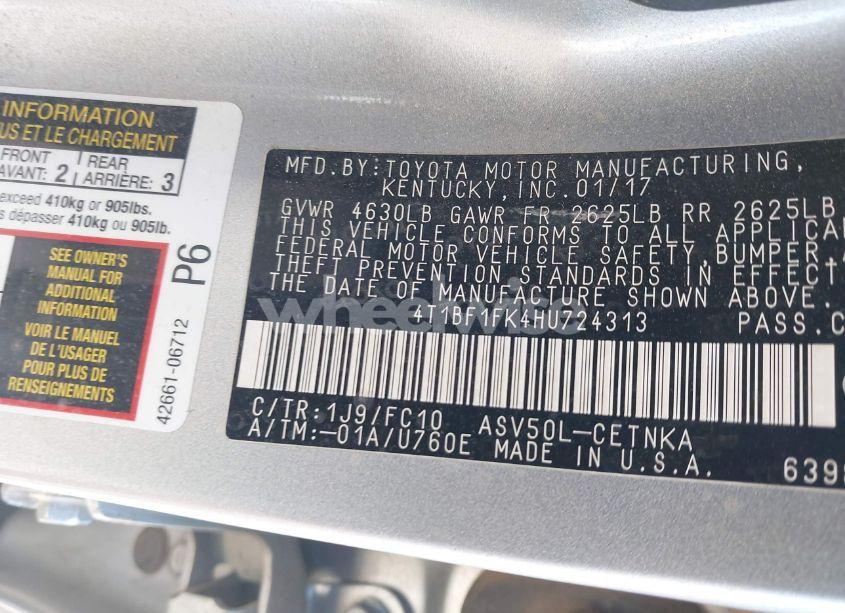 INFORMATION
US ET LE CHARGEMENT
FRONT
AVANT: 2
REAR
ARRIÈRE: 3
exceed 410kg or 905lbs.
s dépasser 410kg ou 905lb.
SEE OWNER'S
MANUAL FOR
ADDITIONAL
INFORMATION
VOIR LE MANUEL
DE L'USAGER
POUR PLUS DE
RENSEIGNEMENTS
P6
42661-06712
MFD.BY:TOYOTA MOTOR MANUFACTURING,
KENTUCKY,INC.01/17
GVWR 4630LB GAWR FR 2625LB RR 2625LB
THIS VEHICLE CONFORMS TO ALL APPLICA
FEDERAL MOTOR VEHICLE SAFETY,BUMPER,
THEFT PREVENTION STANDARDS IN EFFECT
THE DATE OF MANUFACTURE SHOWN ABOVE.
4T1BF1FK4HU724313 PASS.C
C/TR:1J9/FC10 ASV50L-CETNKA
A/TM:-01A/U760E MADE IN U.S.A.
639